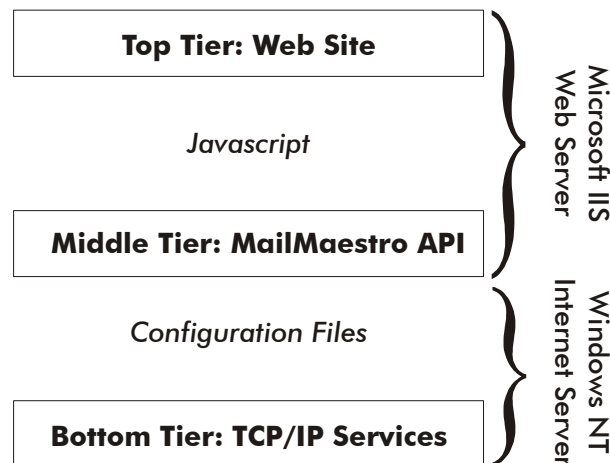 Top Tier: Web Site
Javascript
Middle Tier: MailMaestro API
Configuration Files
Bottom Tier: TCP/IP Services
Microsoft IIS
Web Server
Windows NT
Internet Server